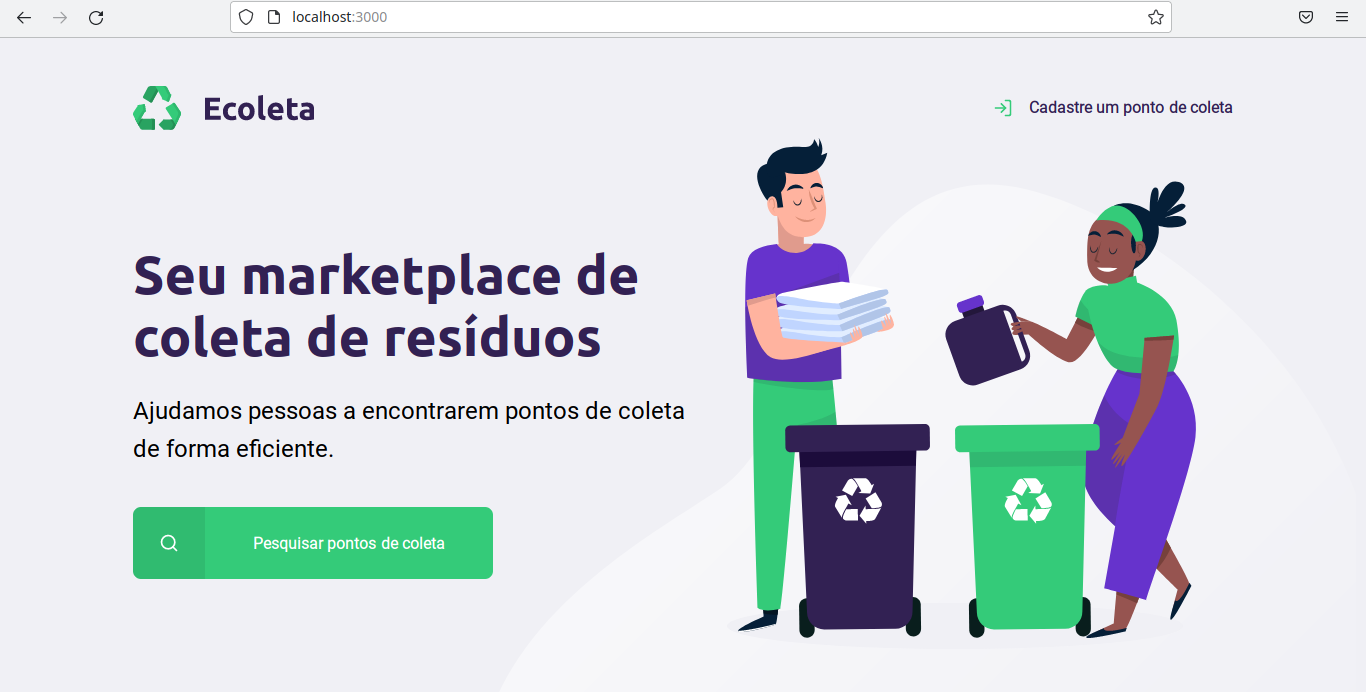 localhost:3000
Ecoleta
Cadastre um ponto de coleta
Seu marketplace de
coleta de resíduos
Ajudamos pessoas a encontrarem pontos de coleta
de forma eficiente.
Pesquisar pontos de coleta